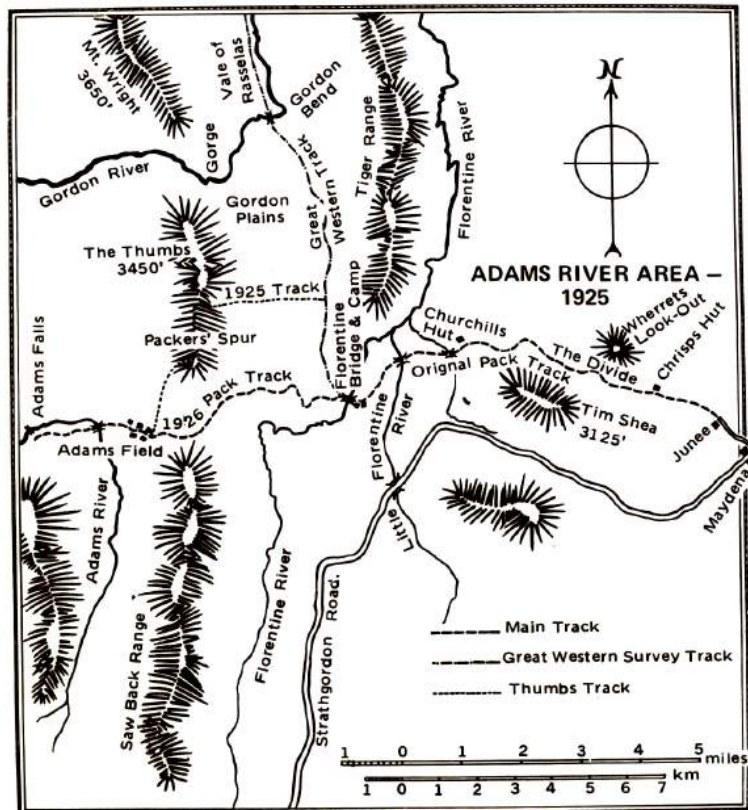 Mt. Wright
3650'
Vale of
Rasselas
Gordon
Bend
Gorge
Gordon River
Gordon
Plains
Great
Western Track
Tiger Range
Florentine River
N
ADAMS RIVER AREA –
1925
The Thumbs
3450'
1925 Track
Packers' Spur
Florentine
Bridge & Camp
Churchills
Hut
Wherrets
Look-Out
The Divide
Chrisps Hut
Orignal Pack Track
Tim Shea
3125'
Junee
Maydena
Adams Falls
1926 Pack Track
Adams Field
Adams River
Saw Back Range
Florentine River
Little Florentine
River
Strathgordon Road.
Main Track
Great Western Survey Track
Thumbs Track
1 0 1 2 3 4 5 miles
1 0 1 2 3 4 5 6 7 km